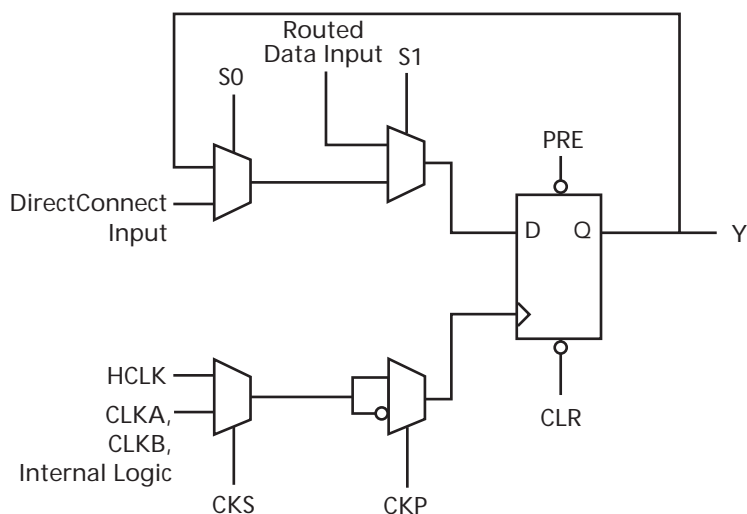 Routed
Data Input
S1
S0
PRE
DirectConnect
Input
D
Q
Y
HCLK
CLKA,
CLKB,
Internal Logic
CLR
CKS
CKP